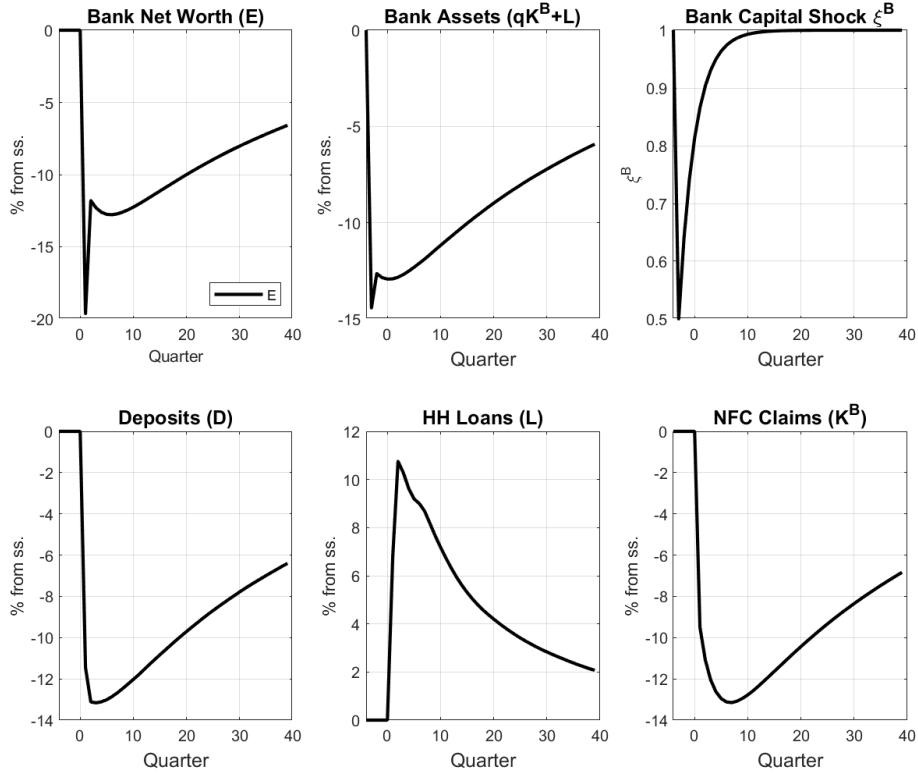 Bank Net Worth (E)
0
-5
-10
-15
-20
% from ss.
0 10 20 30 40
Quarter
E
Bank Assets (qK^B+L)
0
-5
-10
-15
% from ss.
0 10 20 30 40
Quarter
Bank Capital Shock ξ^B
1
0.9
0.8
0.7
0.6
0.5
ξ^B
0 10 20 30 40
Quarter
Deposits (D)
0
-2
-4
-6
-8
-10
-12
-14
% from ss.
0 10 20 30 40
Quarter
HH Loans (L)
12
10
8
6
4
2
0
% from ss.
0 10 20 30 40
Quarter
NFC Claims (K^B)
0
-2
-4
-6
-8
-10
-12
-14
% from ss.
0 10 20 30 40
Quarter